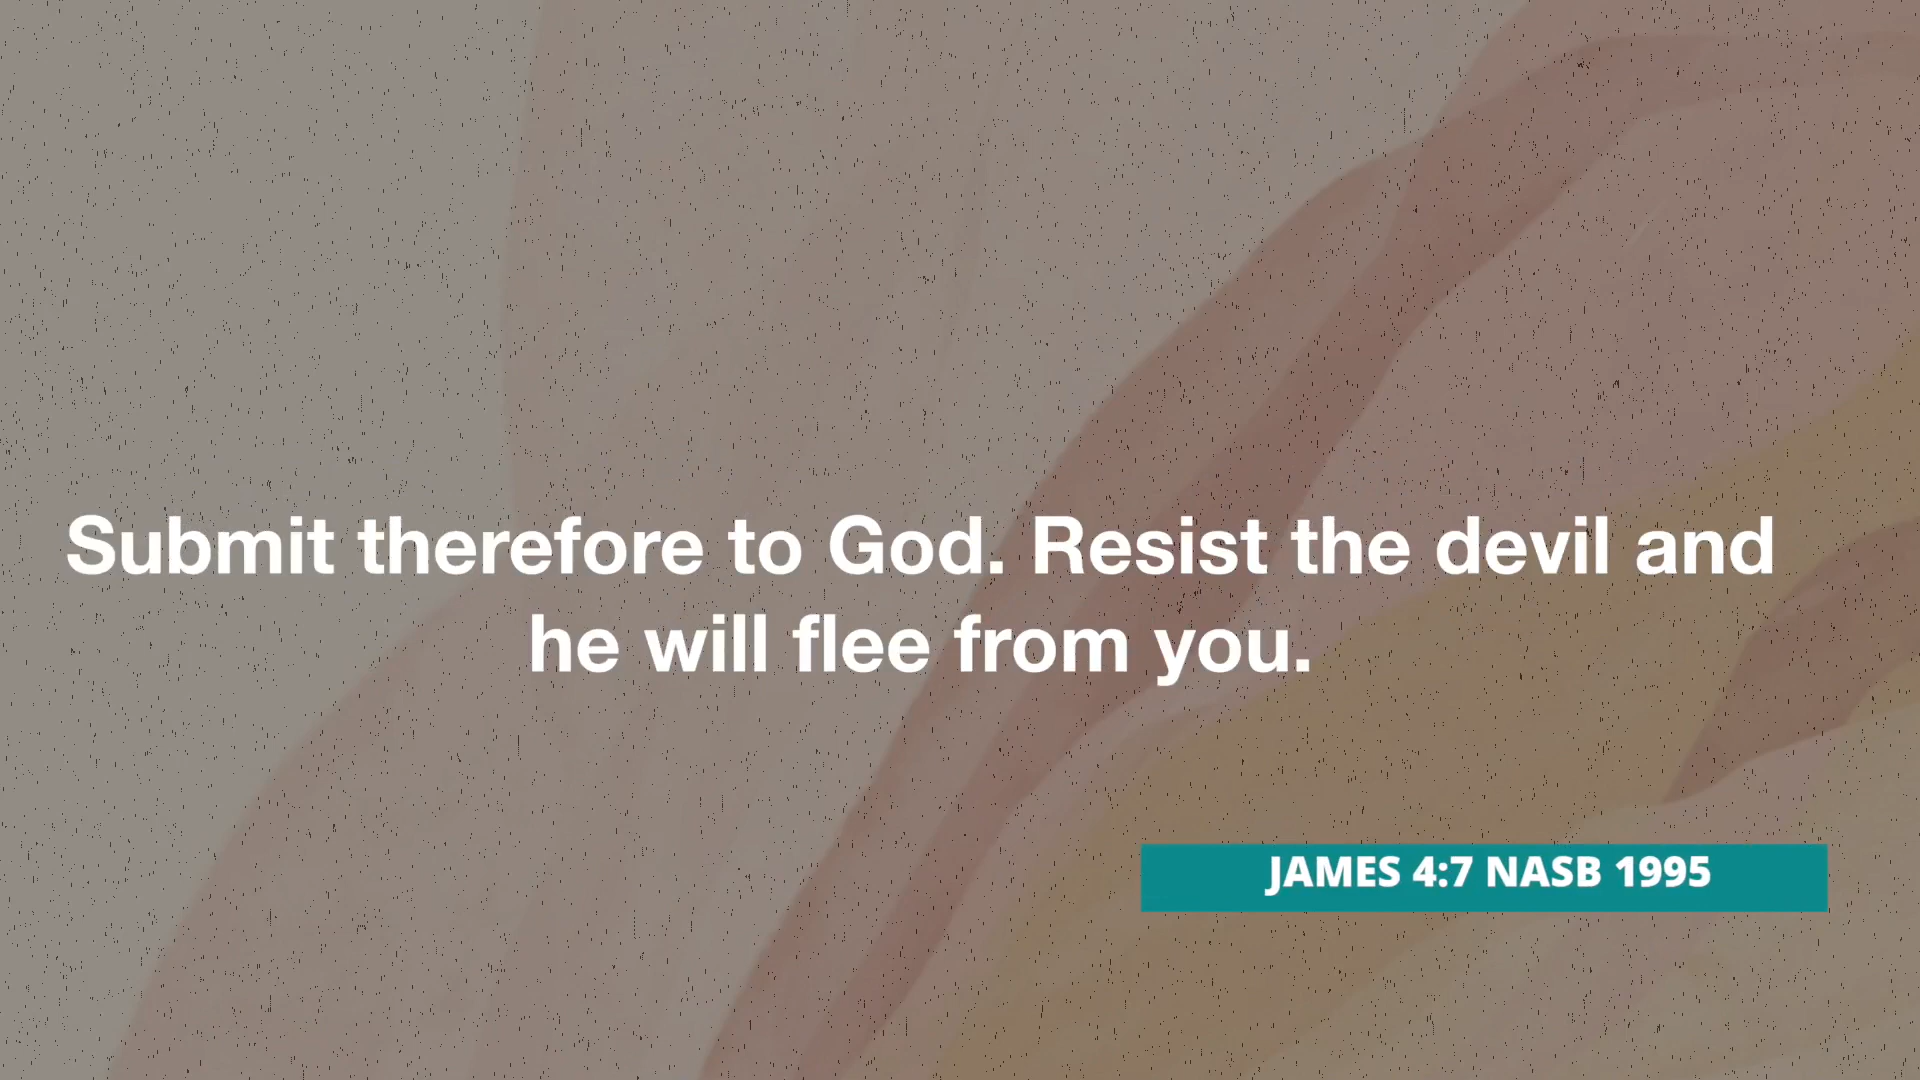 Submit therefore to God. Resist the devil and
he will flee from you.
JAMES 4:7 NASB 1995